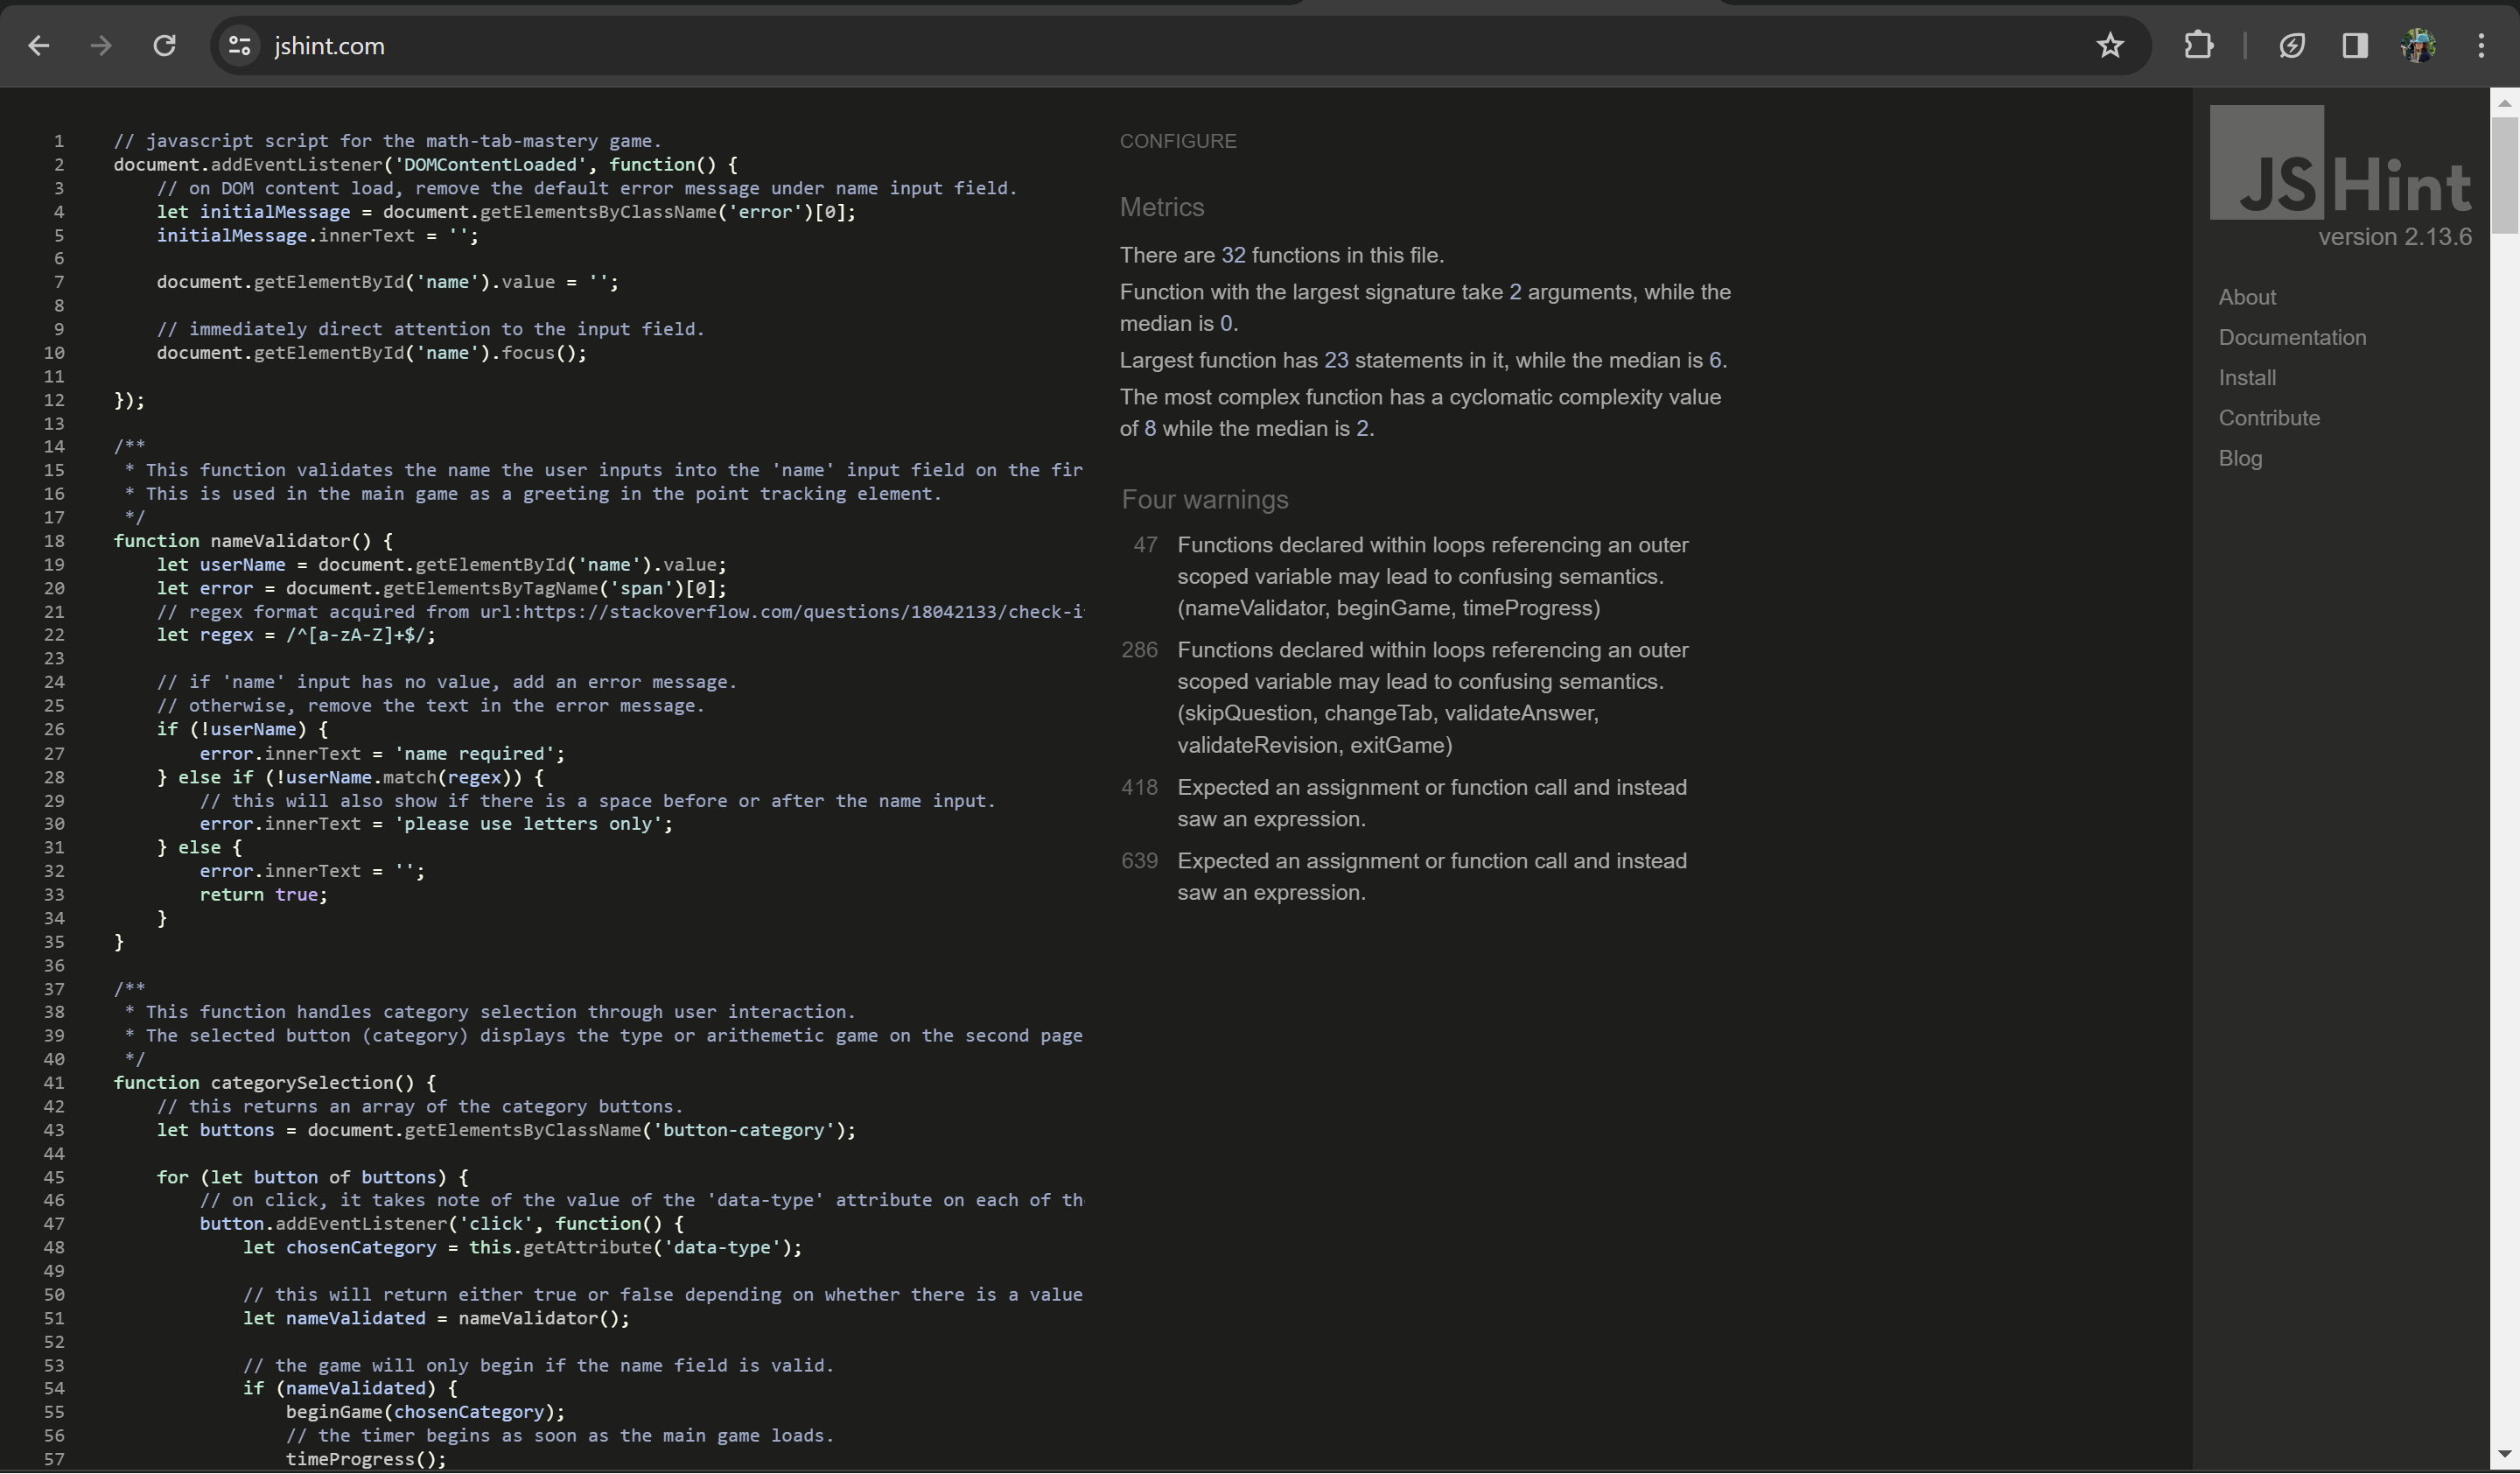 jshint.com
1 // javascript script for the math-tab-mastery game.
2 document.addEventListener('DOMContentLoaded', function() {
3 // on DOM content load, remove the default error message under name input field.
4 let initialMessage = document.getElementsByClassName('error')[0];
5 initialMessage.innerText = '';
6
7 document.getElementById('name').value = '';
8
9 // immediately direct attention to the input field.
10 document.getElementById('name').focus();
11
12 });
13
14 /**
15 * This function validates the name the user inputs into the 'name' input field on the fir
16 * This is used in the main game as a greeting in the point tracking element.
17 */
18 function nameValidator() {
19 let userName = document.getElementById('name').value;
20 let error = document.getElementsByTagName('span')[0];
21 // regex format acquired from url:https://stackoverflow.com/questions/18042133/check-i
22 let regex = /^[a-zA-Z]+$/;
23
24 // if 'name' input has no value, add an error message.
25 // otherwise, remove the text in the error message.
26 if (!userName) {
27 error.innerText = 'name required';
28 } else if (!userName.match(regex)) {
29 // this will also show if there is a space before or after the name input.
30 error.innerText = 'please use letters only';
31 } else {
32 error.innerText = '';
33 return true;
34 }
35 }
36
37 /**
38 * This function handles category selection through user interaction.
39 * The selected button (category) displays the type or arithemetic game on the second page
40 */
41 function categorySelection() {
42 // this returns an array of the category buttons.
43 let buttons = document.getElementsByClassName('button-category');
44
45 for (let button of buttons) {
46 // on click, it takes note of the value of the 'data-type' attribute on each of th
47 button.addEventListener('click', function() {
48 let chosenCategory = this.getAttribute('data-type');
49
50 // this will return either true or false depending on whether there is a value
51 let nameValidated = nameValidator();
52
53 // the game will only begin if the name field is valid.
54 if (nameValidated) {
55 beginGame(chosenCategory);
56 // the timer begins as soon as the main game loads.
57 timeProgress();
CONFIGURE
Metrics
There are 32 functions in this file.
Function with the largest signature take 2 arguments, while the
median is 0.
Largest function has 23 statements in it, while the median is 6.
The most complex function has a cyclomatic complexity value
of 8 while the median is 2.
Four warnings
47 Functions declared within loops referencing an outer
scoped variable may lead to confusing semantics.
(nameValidator, beginGame, timeProgress)
286 Functions declared within loops referencing an outer
scoped variable may lead to confusing semantics.
(skipQuestion, changeTab, validateAnswer,
validateRevision, exitGame)
418 Expected an assignment or function call and instead
saw an expression.
639 Expected an assignment or function call and instead
saw an expression.
JSHint
version 2.13.6
About
Documentation
Install
Contribute
Blog